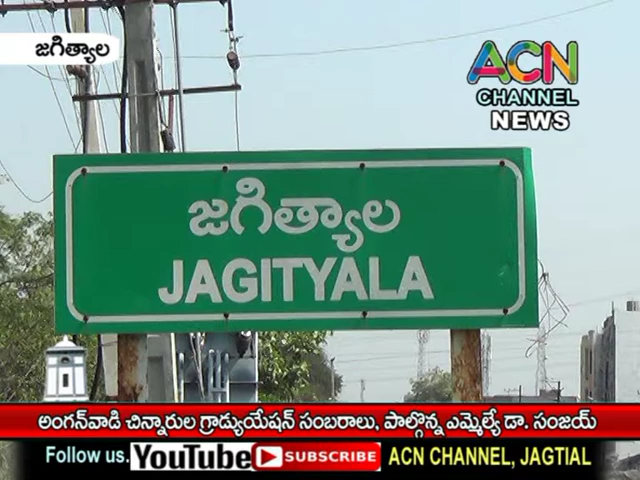 జగిత్యాల
ACN
CHANNEL
NEWS
జగిత్యాల
JAGITYALA
అంగన్‌వాడి చిన్నారుల గ్రాడ్యుయేషన్ సంబరాలు, పాల్గొన్న ఎమ్మెల్యే డా. సంజయ్
Follow us. YouTube SUBSCRIBE ACN CHANNEL, JAGTIAL